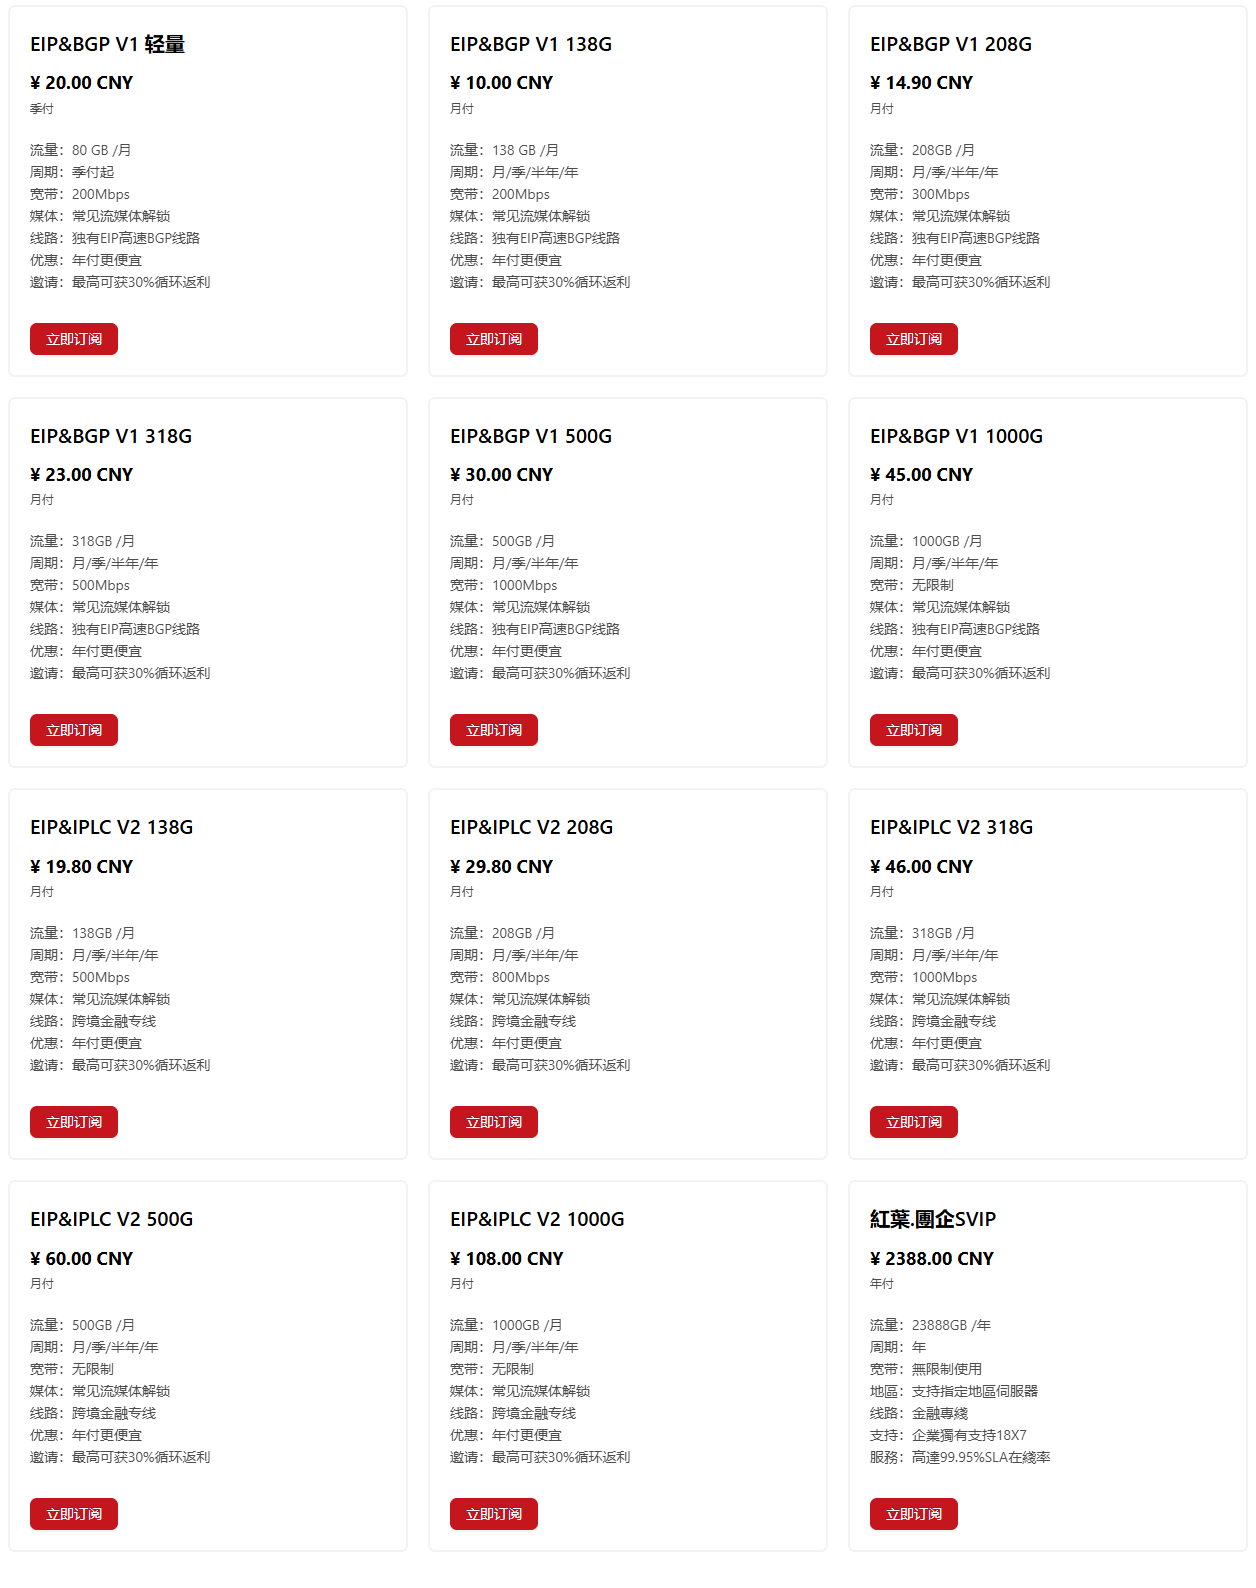 EIP&BGP V1 轻量
¥ 20.00 CNY
季付
流量：80 GB /月
周期：季付起
宽带：200Mbps
媒体：常见流媒体解锁
线路：独有EIP高速BGP线路
优惠：年付更便宜
邀请：最高可获30%循环返利
立即订阅
EIP&BGP V1 138G
¥ 10.00 CNY
月付
流量：138 GB /月
周期：月/季/半年/年
宽带：200Mbps
媒体：常见流媒体解锁
线路：独有EIP高速BGP线路
优惠：年付更便宜
邀请：最高可获30%循环返利
立即订阅
EIP&BGP V1 208G
¥ 14.90 CNY
月付
流量：208GB /月
周期：月/季/半年/年
宽带：300Mbps
媒体：常见流媒体解锁
线路：独有EIP高速BGP线路
优惠：年付更便宜
邀请：最高可获30%循环返利
立即订阅
EIP&BGP V1 318G
¥ 23.00 CNY
月付
流量：318GB /月
周期：月/季/半年/年
宽带：500Mbps
媒体：常见流媒体解锁
线路：独有EIP高速BGP线路
优惠：年付更便宜
邀请：最高可获30%循环返利
立即订阅
EIP&BGP V1 500G
¥ 30.00 CNY
月付
流量：500GB /月
周期：月/季/半年/年
宽带：1000Mbps
媒体：常见流媒体解锁
线路：独有EIP高速BGP线路
优惠：年付更便宜
邀请：最高可获30%循环返利
立即订阅
EIP&BGP V1 1000G
¥ 45.00 CNY
月付
流量：1000GB /月
周期：月/季/半年/年
宽带：无限制
媒体：常见流媒体解锁
线路：独有EIP高速BGP线路
优惠：年付更便宜
邀请：最高可获30%循环返利
立即订阅
EIP&IPLC V2 138G
¥ 19.80 CNY
月付
流量：138GB /月
周期：月/季/半年/年
宽带：500Mbps
媒体：常见流媒体解锁
线路：跨境金融专线
优惠：年付更便宜
邀请：最高可获30%循环返利
立即订阅
EIP&IPLC V2 208G
¥ 29.80 CNY
月付
流量：208GB /月
周期：月/季/半年/年
宽带：800Mbps
媒体：常见流媒体解锁
线路：跨境金融专线
优惠：年付更便宜
邀请：最高可获30%循环返利
立即订阅
EIP&IPLC V2 318G
¥ 46.00 CNY
月付
流量：318GB /月
周期：月/季/半年/年
宽带：1000Mbps
媒体：常见流媒体解锁
线路：跨境金融专线
优惠：年付更便宜
邀请：最高可获30%循环返利
立即订阅
EIP&IPLC V2 500G
¥ 60.00 CNY
月付
流量：500GB /月
周期：月/季/半年/年
宽带：无限制
媒体：常见流媒体解锁
线路：跨境金融专线
优惠：年付更便宜
邀请：最高可获30%循环返利
立即订阅
EIP&IPLC V2 1000G
¥ 108.00 CNY
月付
流量：1000GB /月
周期：月/季/半年/年
宽带：无限制
媒体：常见流媒体解锁
线路：跨境金融专线
优惠：年付更便宜
邀请：最高可获30%循环返利
立即订阅
紅葉.團企SVIP
¥ 2388.00 CNY
年付
流量：23888GB /年
周期：年
宽带：無限制使用
地區：支持指定地區伺服器
线路：金融專綫
支持：企業獨有支持18X7
服務：高達99.95%SLA在綫率
立即订阅